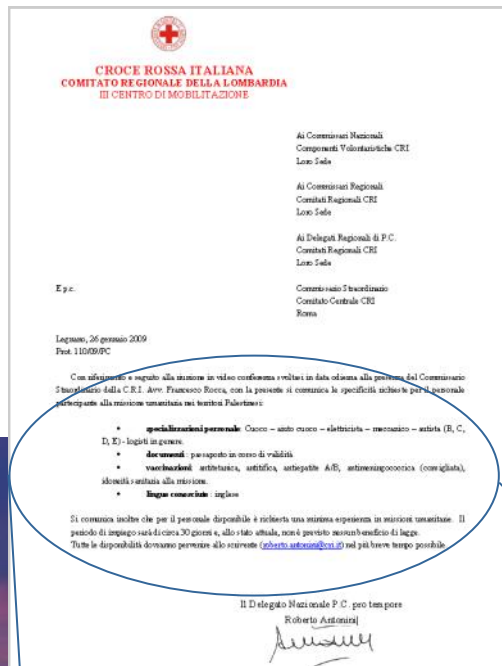 CROCE ROSSA ITALIANA
COMITATO REGIONALE DELLA LOMBARDIA
III CENTRO DI MOBILITAZIONE
Ai Commissari Nazionali
Componenti Volontaristiche CRI
Loro Sede
Ai Commissari Regionali
Comitati Regionali CRI
Loro Sede
Ai Delegati Regionali di P.C.
Comitati Regionali CRI
Loro Sede
E p.c.
Commissario Straordinario
Comitato Centrale CRI
Roma
Legnano, 26 gennaio 2009
Prot. 110/09/PC
Con riferimento e seguito alla riunione in video conferenza svoltasi in data odierna alla presenza del Commissario
Straordinario della C.R.I. Avv. Francesco Rocca, con la presente si comunica le specificità richieste per il personale
partecipante alla missione umanitaria nei territori Palestinesi:
• specializzazioni personale: Cuoco – aiuto cuoco – elettricista – meccanico – autista (B, C,
D, E) - logisti in genere.
• documenti : passaporto in corso di validità
• vaccinazioni: antitetanica, antitifica, antiepatite A/B, antimeningococcica (consigliata),
idoneità sanitaria alla missione.
• lingue conosciute : inglese
Si comunica inoltre che per il personale disponibile è richiesta una minima esperienza in missioni umanitarie. Il
periodo di impiego sarà di circa 30 giorni e, allo stato attuale, non è previsto nessun beneficio di legge.
Tutte le disponibilità dovranno pervenire allo scrivente (roberto.antonini@cri.it) nel più breve tempo possibile.
Il Delegato Nazionale P.C. pro tempore
Roberto Antonini